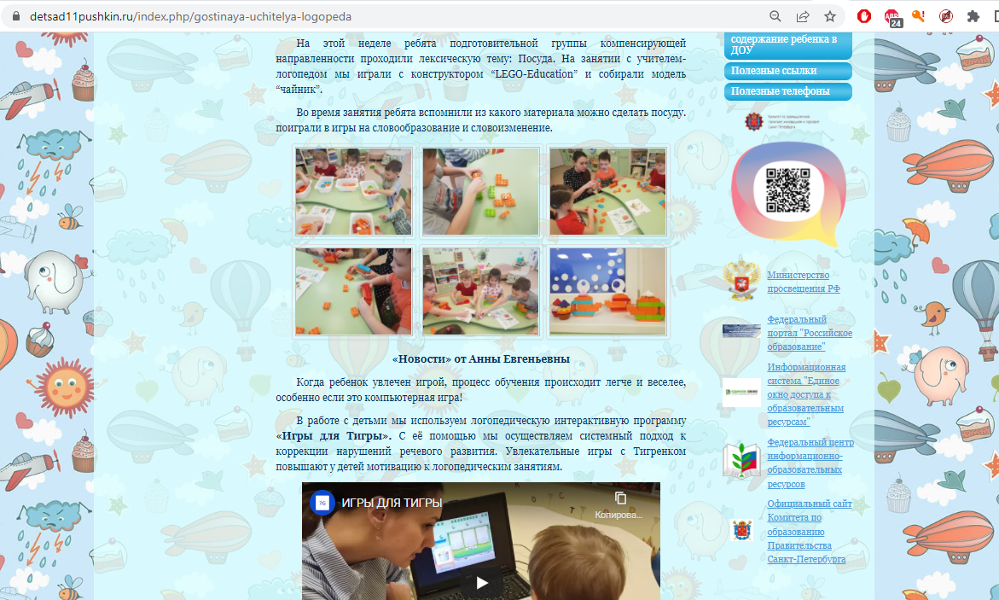 detsad11pushkin.ru/index.php/gostinaya-uchitelya-logopeda
24
На этой неделе ребята подготовительной группы компенсирующей
направленности проходили лексическую тему: Посуда. На занятии с учителем-
логопедом мы играли с конструктором “LEGO-Education” и собирали модель
“чайник”.
Во время занятия ребята вспомнили из какого материала можно сделать посуду.
поиграли в игры на словообразование и словоизменение.
«Новости» от Анны Евгеньевны
Когда ребенок увлечен игрой, процесс обучения происходит легче и веселее,
особенно если это компьютерная игра!
В работе с детьми мы используем логопедическую интерактивную программу
«Игры для Тигры». С её помощью мы осуществляем системный подход к
коррекции нарушений речевого развития. Увлекательные игры с Тигренком
повышают у детей мотивацию к логопедическим занятиям.
ИГРЫ ДЛЯ ТИГРЫ
Копирова...
содержание ребенка в
ДОУ
Полезные ссылки
Полезные телефоны
Министерство
просвещения РФ
Федеральный
портал "Российское
образование"
Информационная
система "Единое
окно доступа к
образовательным
ресурсам"
Федеральный центр
информационно-
образовательных
ресурсов
Официальный сайт
Комитета по
образованию
Правительства
Санкт-Петербурга